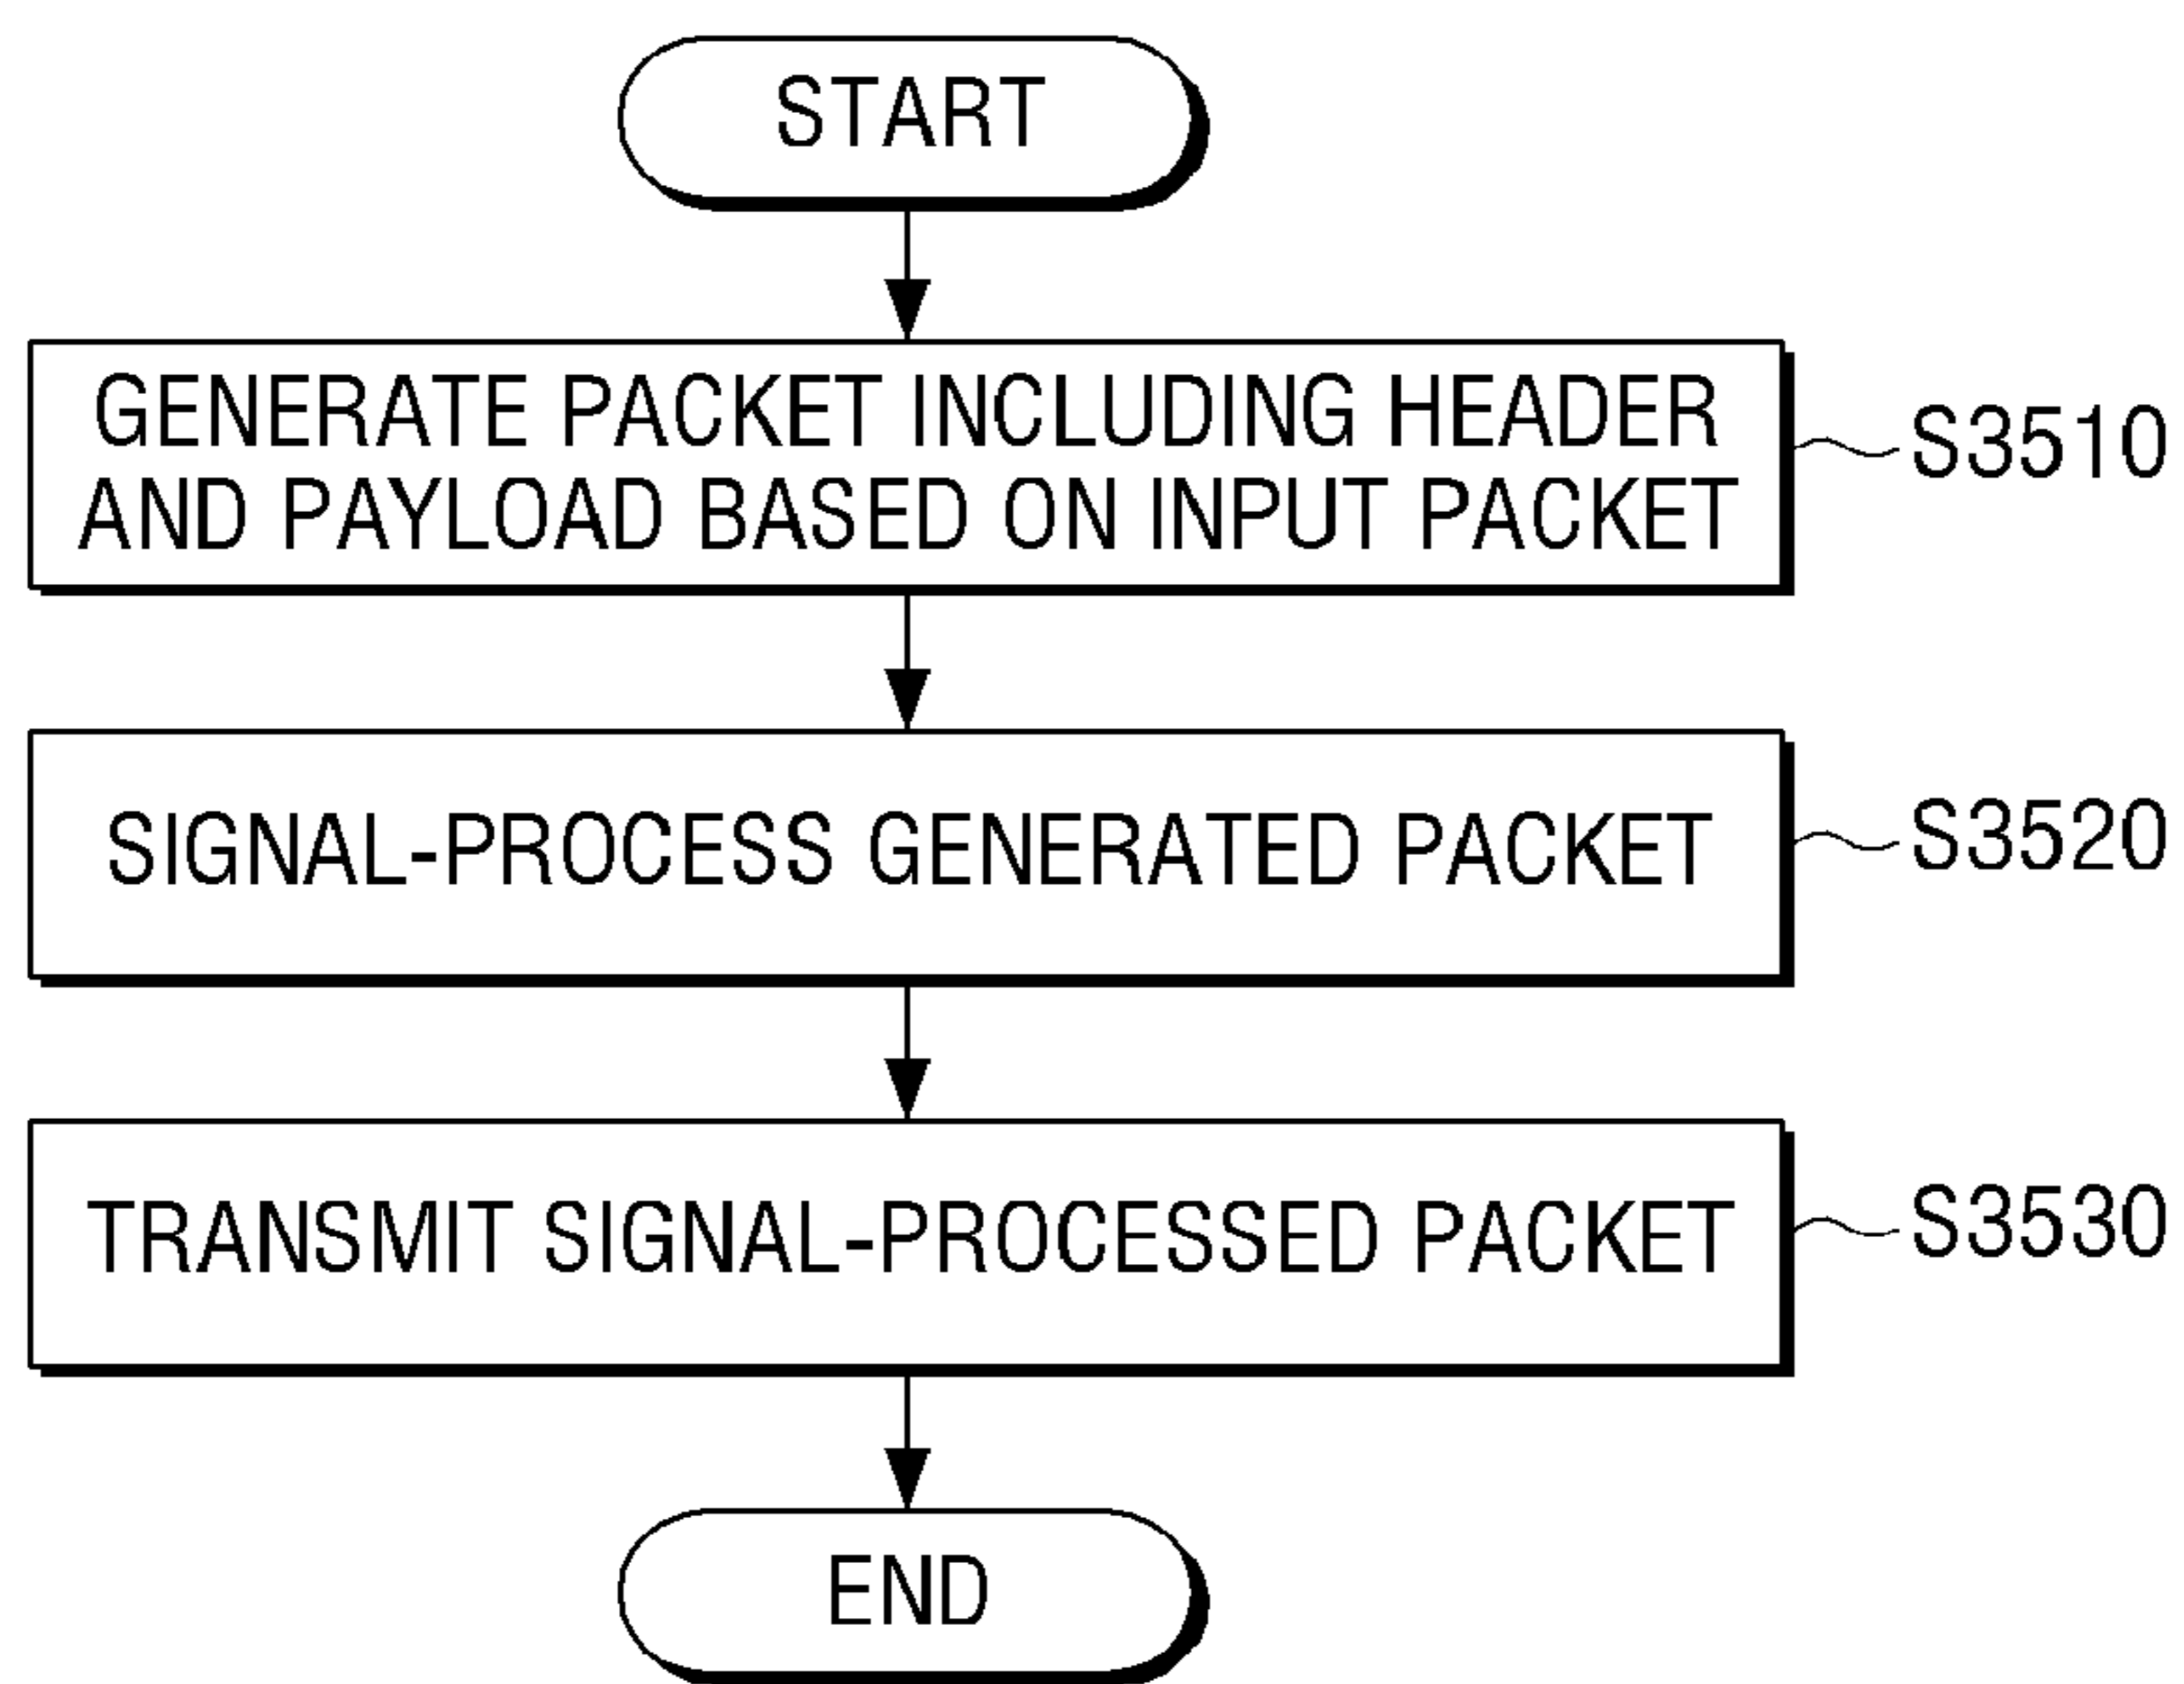 START
GENERATE PACKET INCLUDING HEADER
AND PAYLOAD BASED ON INPUT PACKET
S3510
SIGNAL-PROCESS GENERATED PACKET
S3520
TRANSMIT SIGNAL-PROCESSED PACKET
S3530
END